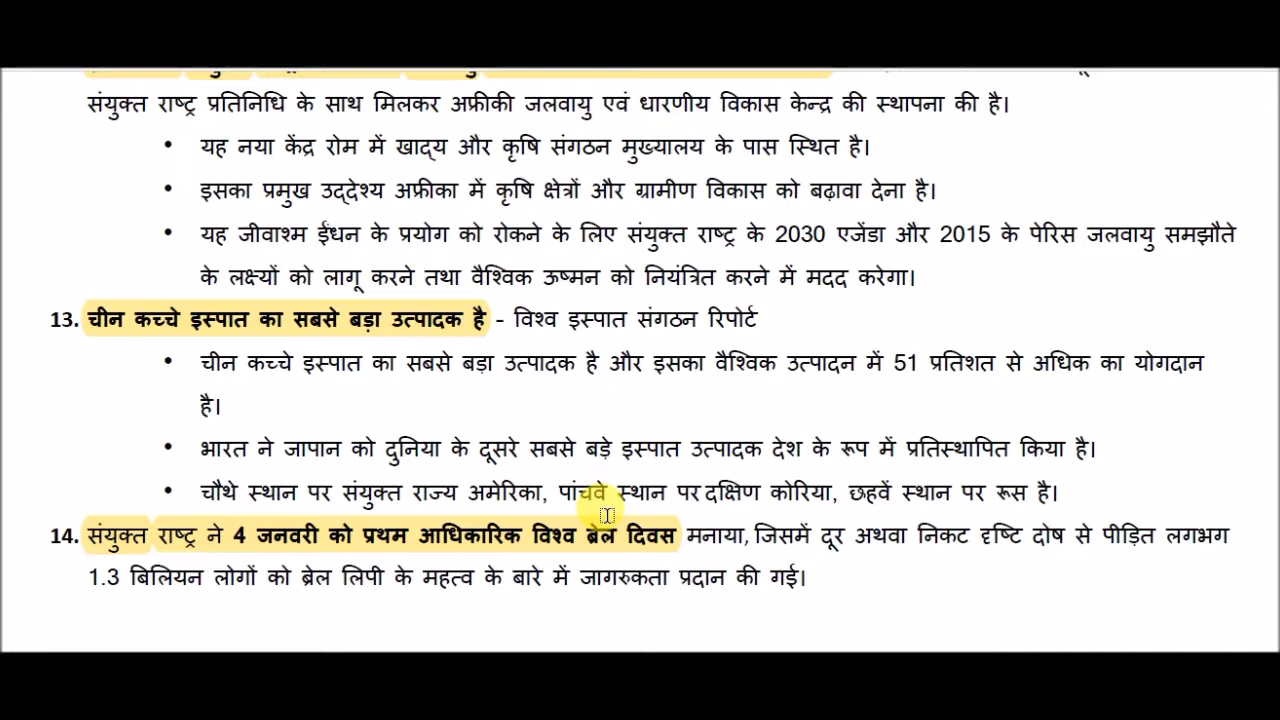 संयुक्त राष्ट्र प्रतिनिधि के साथ मिलकर अफ्रीकी जलवायु एवं धारणीय विकास केन्द्र की स्थापना की है।
• यह नया केंद्र रोम में खाद्य और कृषि संगठन मुख्यालय के पास स्थित है।
• इसका प्रमुख उद्देश्य अफ्रीका में कृषि क्षेत्रों और ग्रामीण विकास को बढ़ावा देना है।
• यह जीवाश्म ईंधन के प्रयोग को रोकने के लिए संयुक्त राष्ट्र के 2030 एजेंडा और 2015 के पेरिस जलवायु समझौते
के लक्ष्यों को लागू करने तथा वैश्विक ऊष्मन को नियंत्रित करने में मदद करेगा।
13. चीन कच्चे इस्पात का सबसे बड़ा उत्पादक है - विश्व इस्पात संगठन रिपोर्ट
• चीन कच्चे इस्पात का सबसे बड़ा उत्पादक है और इसका वैश्विक उत्पादन में 51 प्रतिशत से अधिक का योगदान
है।
• भारत ने जापान को दुनिया के दूसरे सबसे बड़े इस्पात उत्पादक देश के रूप में प्रतिस्थापित किया है।
• चौथे स्थान पर संयुक्त राज्य अमेरिका, पांचवे स्थान पर दक्षिण कोरिया, छहवें स्थान पर रूस है।
14. संयुक्त राष्ट्र ने 4 जनवरी को प्रथम आधिकारिक विश्व ब्रेल दिवस मनाया, जिसमें दूर अथवा निकट दृष्टि दोष से पीड़ित लगभग
1.3 बिलियन लोगों को ब्रेल लिपी के महत्व के बारे में जागरुकता प्रदान की गई।